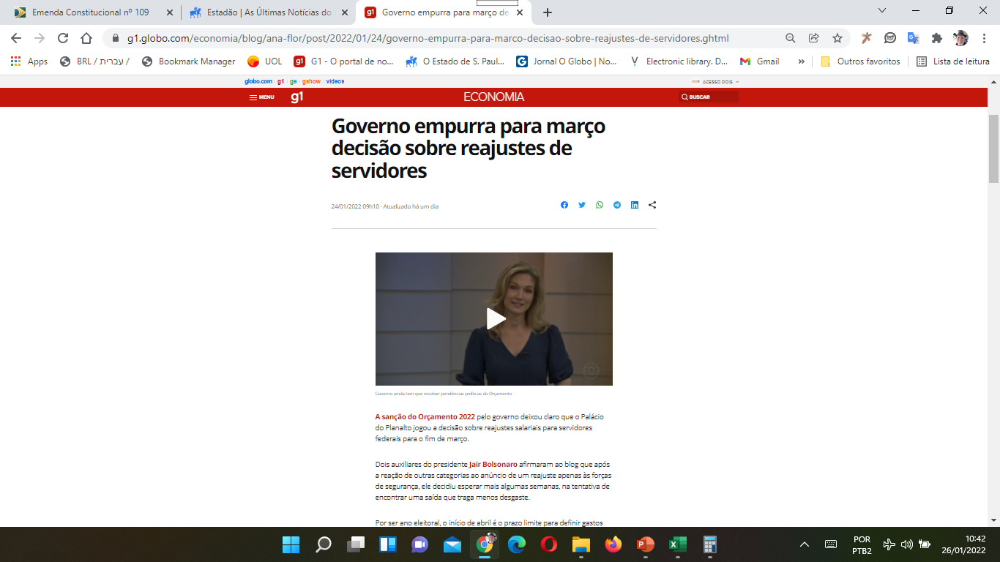 Emenda Constitucional nº 109
Estadão | As Últimas Notícias do
Governo empurra para março de
g1.globo.com/economia/blog/ana-flor/post/2022/01/24/governo-empurra-para-marco-decisao-sobre-reajustes-de-servidores.ghtml
Apps
BRL / עברית /
Bookmark Manager
UOL
G1 - O portal de no...
O Estado de S. Paul...
Jornal O Globo | No...
Electronic library. D...
Gmail
»
Outros favoritos
Lista de leitura
globo.com | g1 | ge | gshow | vídeos
ACESSO DOIS
MENU
g1
ECONOMIA
BUSCAR
Governo empurra para março
decisão sobre reajustes de
servidores
24/01/2022 09h10 · Atualizado há um dia
Governo ainda tem que resolver pendências políticas do Orçamento
A sanção do Orçamento 2022 pelo governo deixou claro que o Palácio
do Planalto jogou a decisão sobre reajustes salariais para servidores
federais para o fim de março.
Dois auxiliares do presidente Jair Bolsonaro afirmaram ao blog que após
a reação de outras categorias ao anúncio de um reajuste apenas às forças
de segurança, ele decidiu esperar mais algumas semanas, na tentativa de
encontrar uma saída que traga menos desgaste.
Por ser ano eleitoral, o início de abril é o prazo limite para definir gastos
POR
PTB2
10:42
26/01/2022